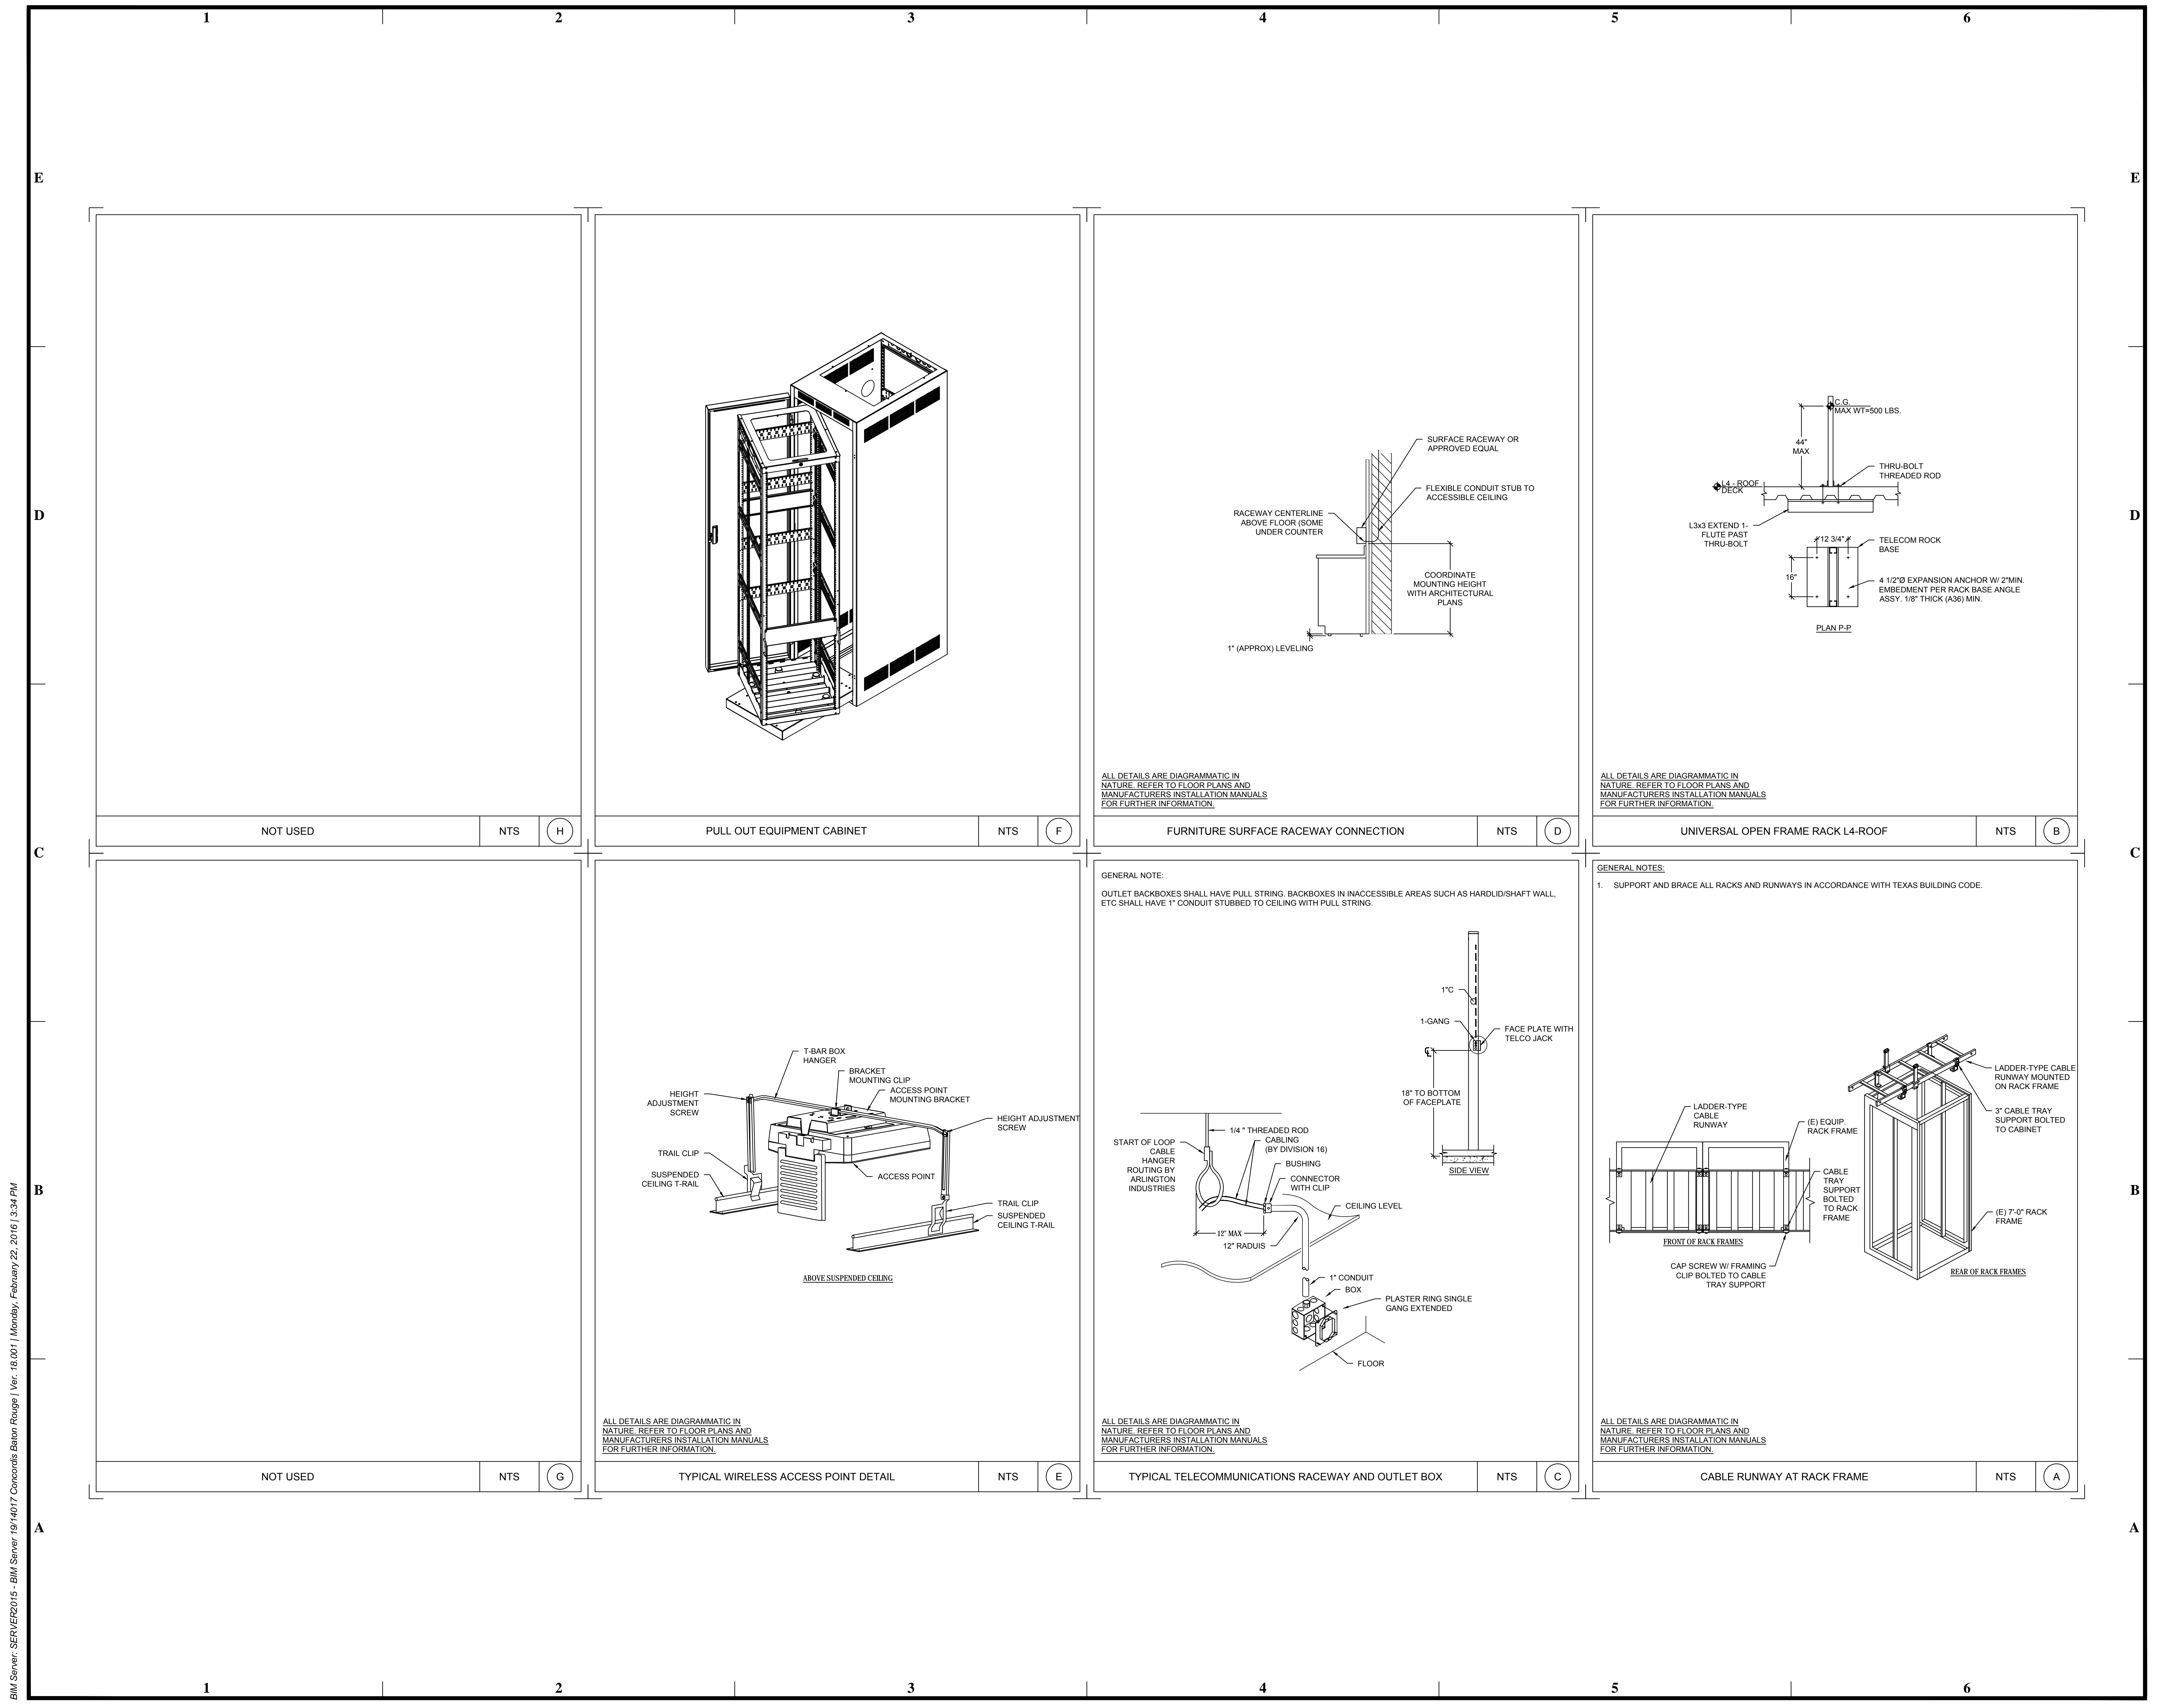 1 2 3 4 5 6
E
D
C
B
A
E
D
C
B
A
NOT USED NTS H
PULL OUT EQUIPMENT CABINET NTS F
SURFACE RACEWAY OR
APPROVED EQUAL
FLEXIBLE CONDUIT STUB TO
ACCESSIBLE CEILING
RACEWAY CENTERLINE
ABOVE FLOOR (SOME
UNDER COUNTER
COORDINATE
MOUNTING HEIGHT
WITH ARCHITECTURAL
PLANS
1" (APPROX) LEVELING
ALL DETAILS ARE DIAGRAMMATIC IN
NATURE. REFER TO FLOOR PLANS AND
MANUFACTURERS INSTALLATION MANUALS
FOR FURTHER INFORMATION.
FURNITURE SURFACE RACEWAY CONNECTION NTS D
C.G.
MAX WT=500 LBS.
44"
MAX
THRU-BOLT
THREADED ROD
L4 - ROOF
DECK
L3x3 EXTEND 1-
FLUTE PAST
THRU-BOLT
12 3/4"
TELECOM ROCK
BASE
16"
4 1/2"Ø EXPANSION ANCHOR W/ 2"MIN.
EMBEDMENT PER RACK BASE ANGLE
ASSY. 1/8" THICK (A36) MIN.
PLAN P-P
ALL DETAILS ARE DIAGRAMMATIC IN
NATURE. REFER TO FLOOR PLANS AND
MANUFACTURERS INSTALLATION MANUALS
FOR FURTHER INFORMATION.
UNIVERSAL OPEN FRAME RACK L4-ROOF NTS B
NOT USED NTS G
T-BAR BOX
HANGER
BRACKET
MOUNTING CLIP
ACCESS POINT
MOUNTING BRACKET
HEIGHT
ADJUSTMENT
SCREW
HEIGHT ADJUSTMENT
SCREW
TRAIL CLIP
SUSPENDED
CEILING T-RAIL
ACCESS POINT
TRAIL CLIP
SUSPENDED
CEILING T-RAIL
ABOVE SUSPENDED CEILING
ALL DETAILS ARE DIAGRAMMATIC IN
NATURE. REFER TO FLOOR PLANS AND
MANUFACTURERS INSTALLATION MANUALS
FOR FURTHER INFORMATION.
TYPICAL WIRELESS ACCESS POINT DETAIL NTS E
GENERAL NOTE:
OUTLET BACKBOXES SHALL HAVE PULL STRING. BACKBOXES IN INACCESSIBLE AREAS SUCH AS HARDLID/SHAFT WALL,
ETC SHALL HAVE 1" CONDUIT STUBBED TO CEILING WITH PULL STRING.
1"C
1-GANG
FACE PLATE WITH
TELCO JACK
18" TO BOTTOM
OF FACEPLATE
SIDE VIEW
1/4 " THREADED ROD
CABLING
(BY DIVISION 16)
START OF LOOP
CABLE
HANGER
ROUTING BY
ARLINGTON
INDUSTRIES
BUSHING
CONNECTOR
WITH CLIP
CEILING LEVEL
12" MAX
12" RADUIS
1" CONDUIT
BOX
PLASTER RING SINGLE
GANG EXTENDED
FLOOR
ALL DETAILS ARE DIAGRAMMATIC IN
NATURE. REFER TO FLOOR PLANS AND
MANUFACTURERS INSTALLATION MANUALS
FOR FURTHER INFORMATION.
TYPICAL TELECOMMUNICATIONS RACEWAY AND OUTLET BOX NTS C
GENERAL NOTES:
1. SUPPORT AND BRACE ALL RACKS AND RUNWAYS IN ACCORDANCE WITH TEXAS BUILDING CODE.
LADDER-TYPE CABLE
RUNWAY MOUNTED
ON RACK FRAME
3" CABLE TRAY
SUPPORT BOLTED
TO CABINET
LADDER-TYPE
CABLE
RUNWAY
(E) EQUIP.
RACK FRAME
CABLE
TRAY
SUPPORT
BOLTED
TO RACK
FRAME
(E) 7'-0" RACK
FRAME
FRONT OF RACK FRAMES
CAP SCREW W/ FRAMING
CLIP BOLTED TO CABLE
TRAY SUPPORT
REAR OF RACK FRAMES
ALL DETAILS ARE DIAGRAMMATIC IN
NATURE. REFER TO FLOOR PLANS AND
MANUFACTURERS INSTALLATION MANUALS
FOR FURTHER INFORMATION.
CABLE RUNWAY AT RACK FRAME NTS A
1 2 3 4 5 6
BIM Server: SERVER2015 - BIM Server 19/14017 Concordis Baton Rouge | Ver. 18.001 | Monday, February 22, 2016 | 3:34 PM